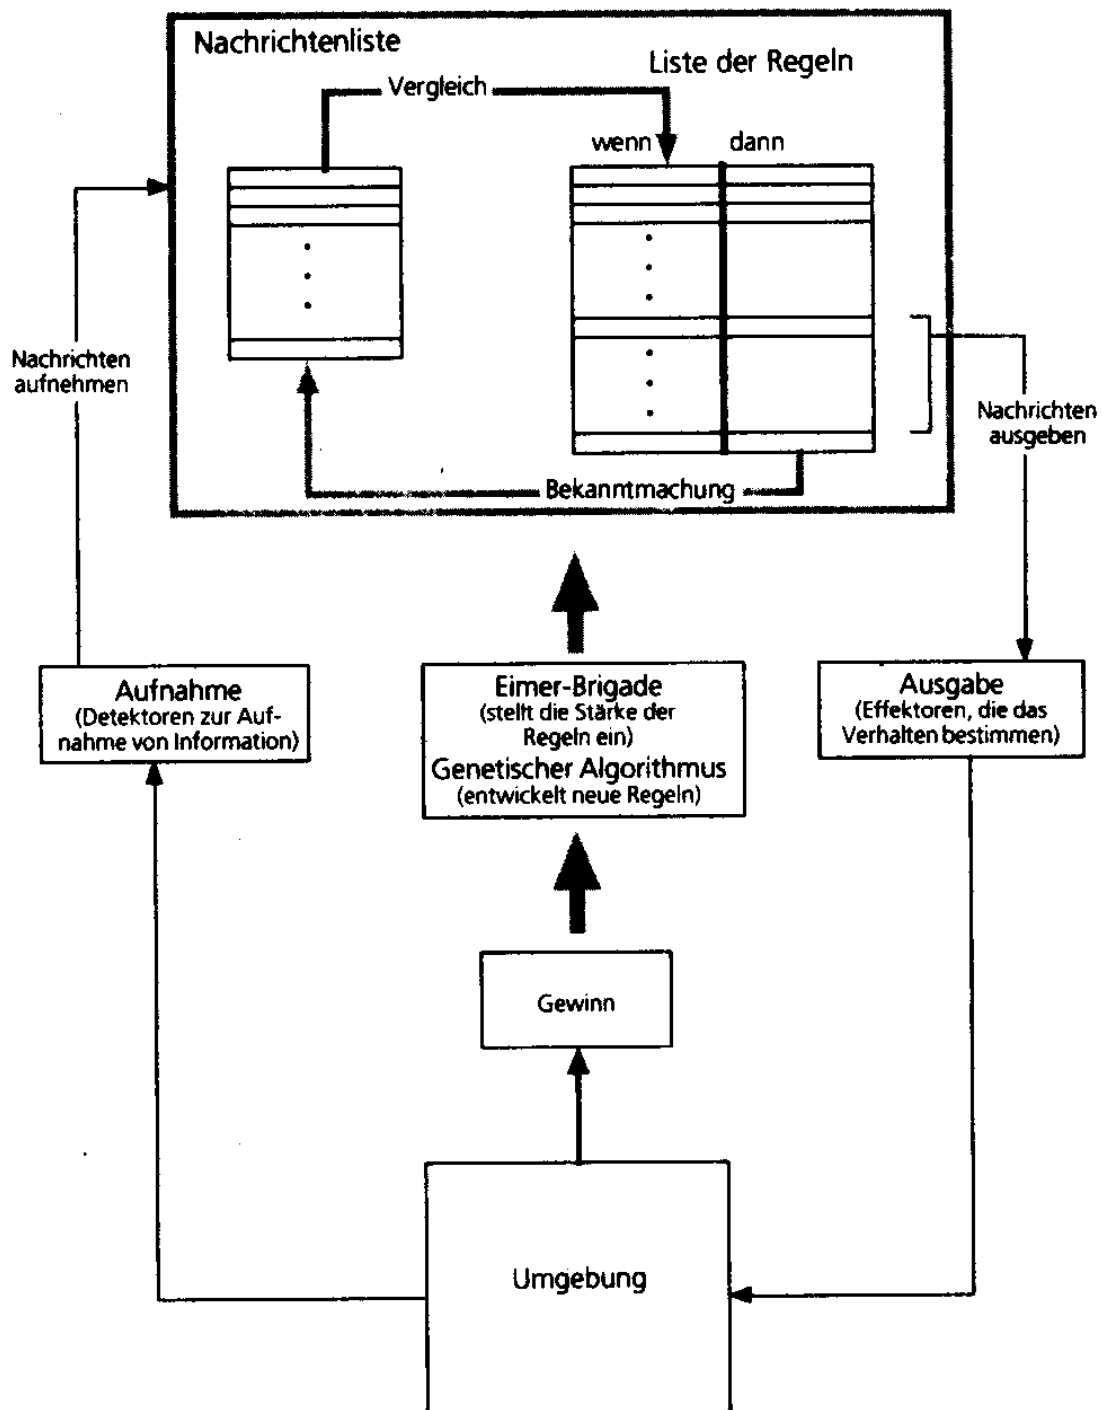 Nachrichtenliste
Liste der Regeln
Vergleich
wenn
dann
Nachrichten
aufnehmen
Nachrichten
ausgeben
Bekanntmachung
Aufnahme
(Detektoren zur Auf-
nahme von Information)
Eimer-Brigade
(stellt die Stärke der
Regeln ein)
Genetischer Algorithmus
(entwickelt neue Regeln)
Ausgabe
(Effektoren, die das
Verhalten bestimmen)
Gewinn
Umgebung